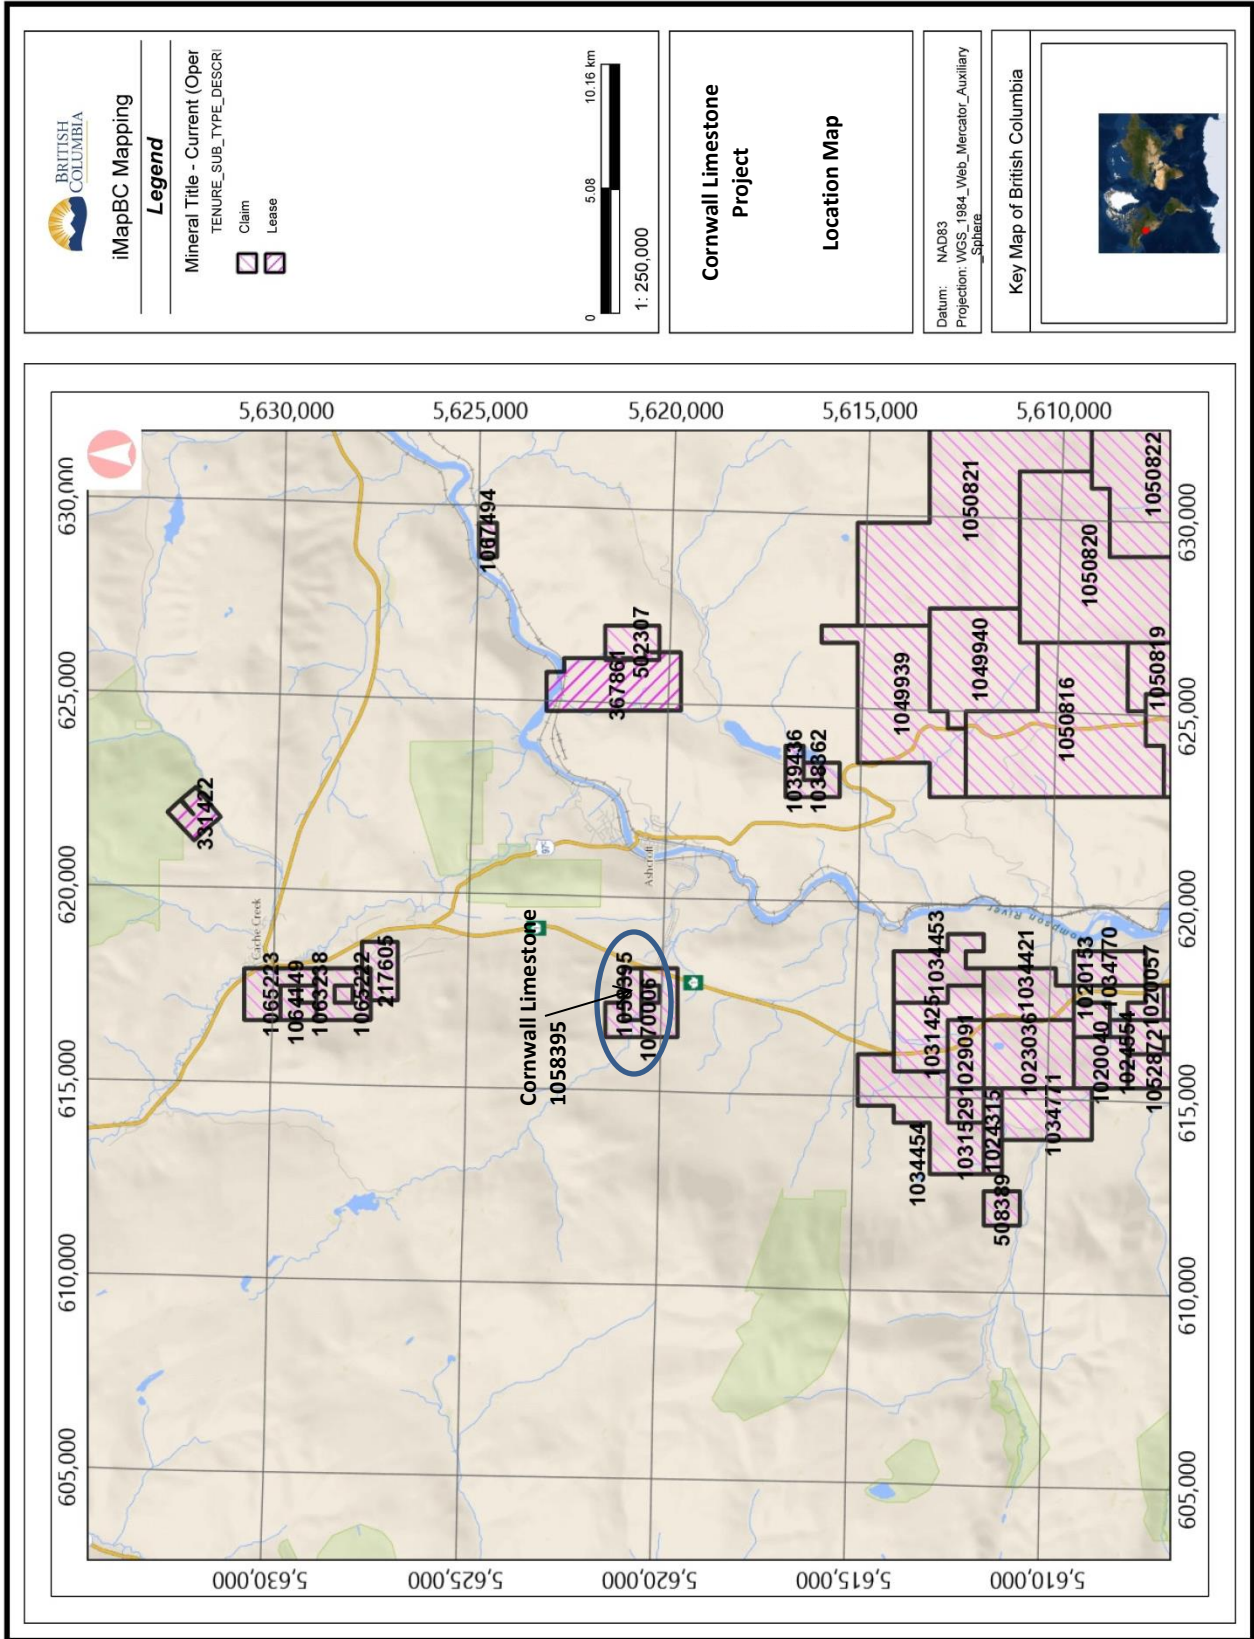 BRITISH
COLUMBIA
iMapBC Mapping
Legend
Mineral Title - Current (Oper
TENURE_SUB_TYPE_DESCRI
Claim
Lease
0
5.08
10.16 km
1: 250,000
Cornwall Limestone
Project
Location Map
Datum: NAD83
Projection: WGS_1984_Web_Mercator_Auxiliary
_Sphere
Key Map of British Columbia
605,000
610,000
615,000
620,000
625,000
630,000
5,630,000
5,625,000
5,620,000
5,615,000
5,610,000
331422
Cache Creek
1065223
1064149
1063238
1065222
217605
1067494
502307
367861
97C
Ashcroft
Cornwall Limestone
1058395
1058395
1070006
1039436
1038362
1049939
1049940
1050821
1050820
1050822
1050816
1050819
Thompson River
1034453
1031425
1029091
1034421
1023036
1020153
1034770
1020057
1020040
1024554
1052872
1034454
1031529
1024315
1034771
508389
5,630,000
5,625,000
5,620,000
5,615,000
5,610,000
605,000
610,000
615,000
620,000
625,000
630,000